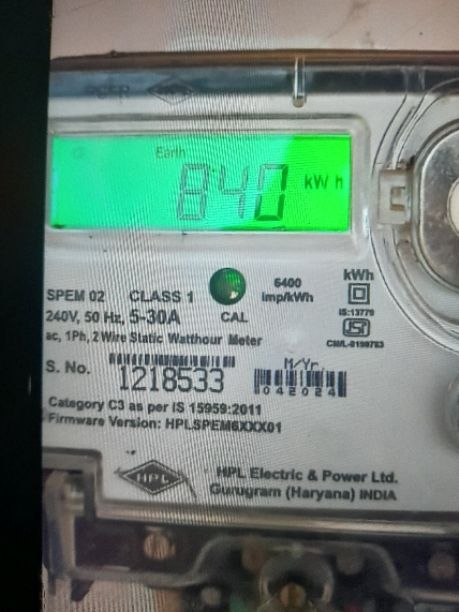 Earth
840 kWh
SPEM 02 CLASS 1
240V, 50 Hz, 5-30A
CAL
6400
imp/kWh
kWh
IS:13779
CM/L-0199783
ac, 1Ph, 2 Wire Static Watthour Meter
S. No. 1218533
M/Yr.
042024
Category C3 as per IS 15959:2011
Firmware Version: HPLSPEM6XXX01
HPL
HPL Electric & Power Ltd.
Gurugram (Haryana) INDIA